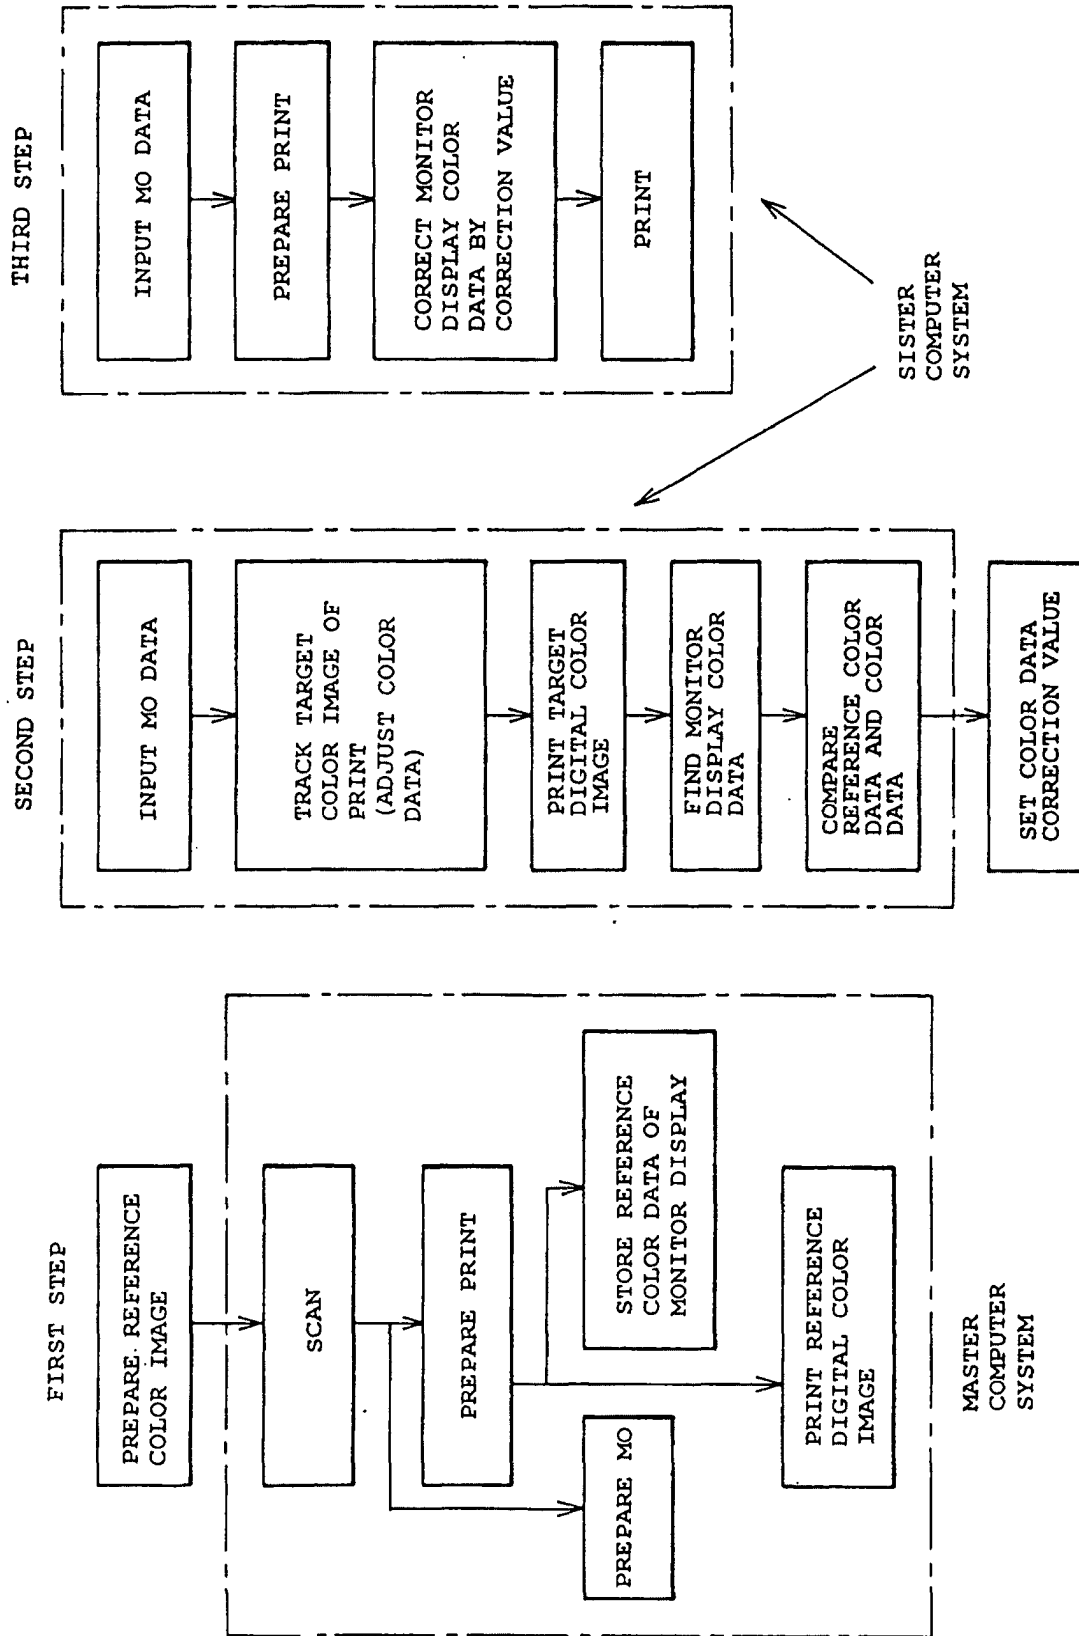 FIRST STEP
PREPARE REFERENCE
COLOR IMAGE
SCAN
PREPARE PRINT
PREPARE MO
STORE REFERENCE
COLOR DATA OF
MONITOR DISPLAY
PRINT REFERENCE
DIGITAL COLOR
IMAGE
MASTER
COMPUTER
SYSTEM
SECOND STEP
INPUT MO DATA
TRACK TARGET
COLOR IMAGE OF
PRINT
(ADJUST COLOR
DATA)
PRINT TARGET
DIGITAL COLOR
IMAGE
FIND MONITOR
DISPLAY COLOR
DATA
COMPARE
REFERENCE COLOR
DATA AND COLOR
DATA
SET COLOR DATA
CORRECTION VALUE
THIRD STEP
INPUT MO DATA
PREPARE PRINT
CORRECT MONITOR
DISPLAY COLOR
DATA BY
CORRECTION VALUE
PRINT
SISTER
COMPUTER
SYSTEM